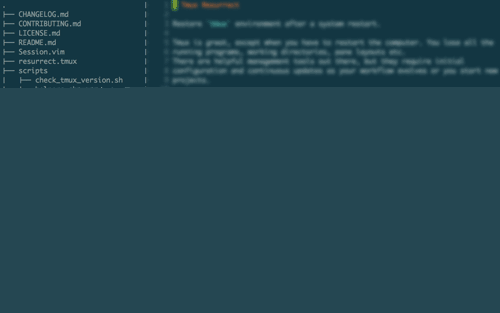 .
├── CHANGELOG.md
├── CONTRIBUTING.md
├── LICENSE.md
├── README.md
├── Session.vim
├── resurrect.tmux
├── scripts
│   ├── check_tmux_version.sh
Tmux Resurrect
Restore `tmux` environment after a system restart.
Tmux is great, except when you have to restart the computer. You lose all the
running programs, working directories, pane layouts etc.
There are helpful management tools out there, but they require initial
configuration and continuous updates as your workflow evolves or you start new
projects.